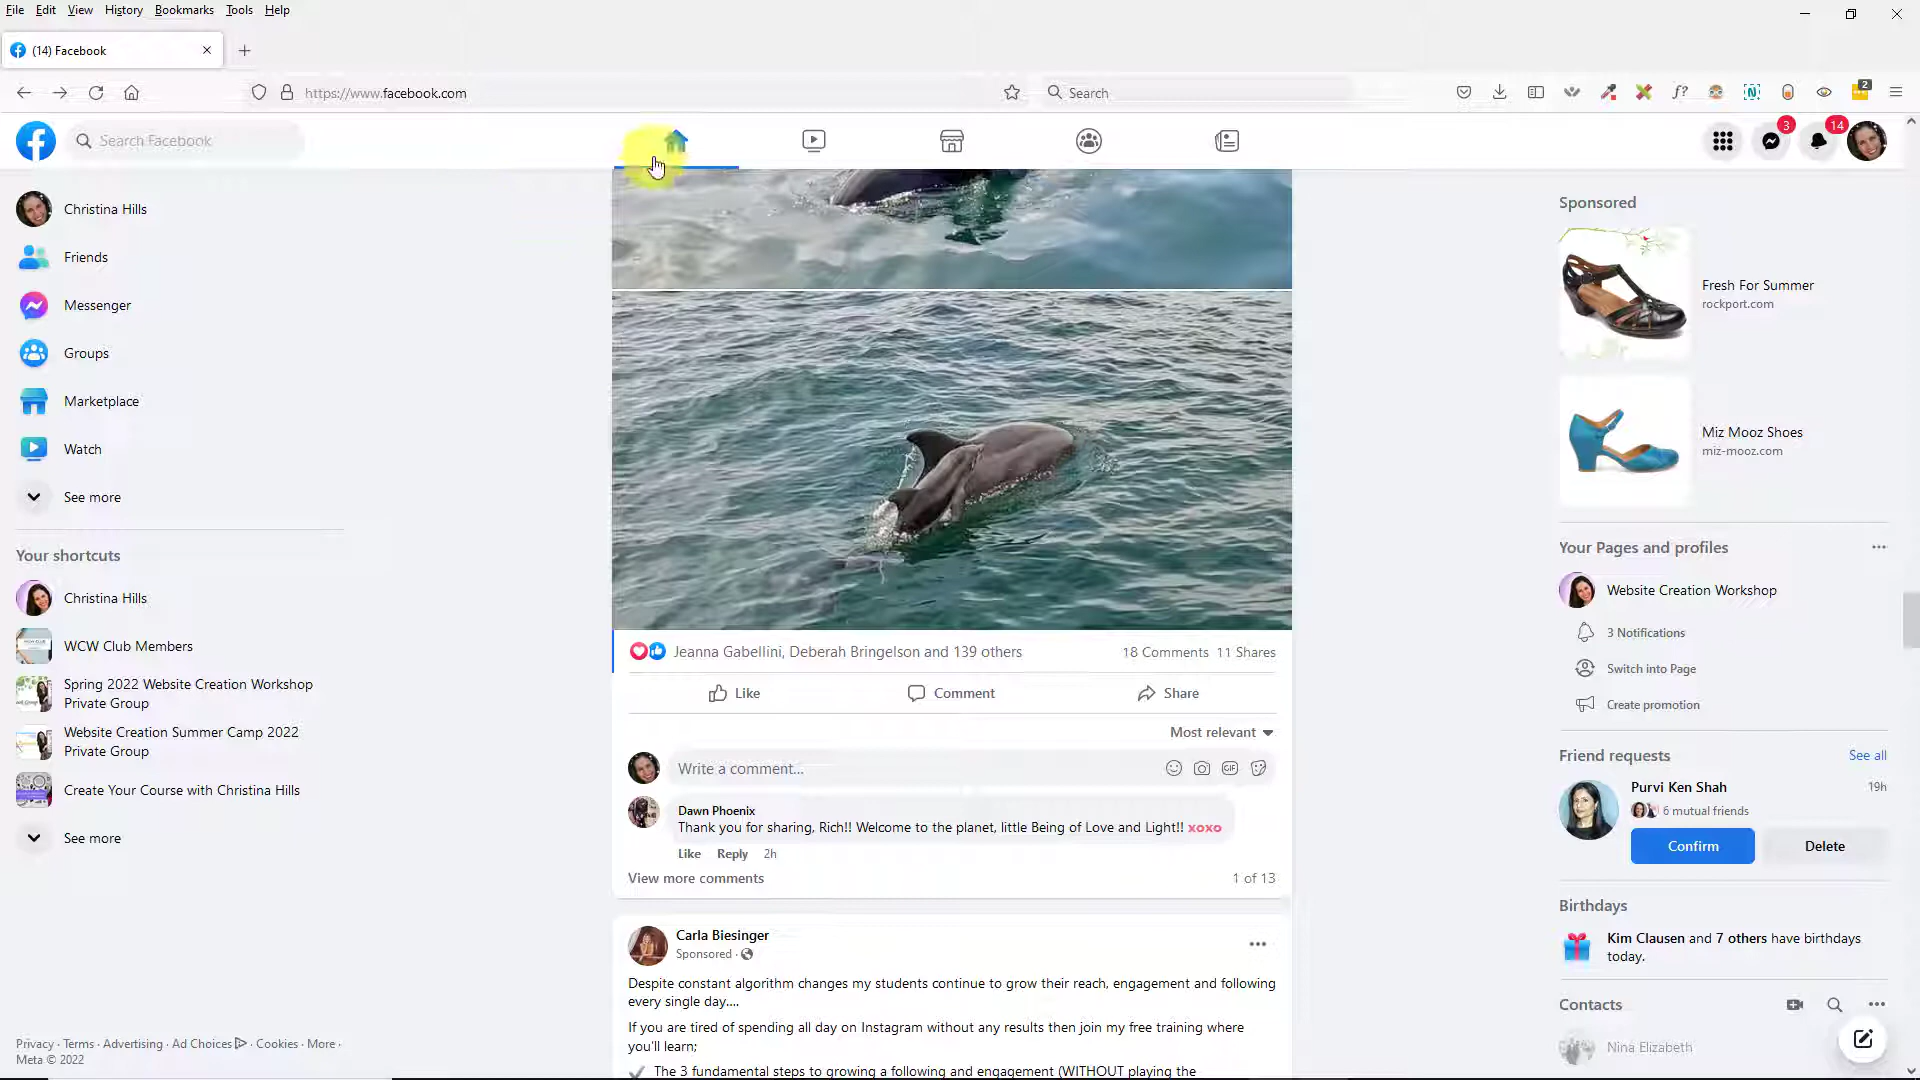 File Edit View History Bookmarks Tools Help
(14) Facebook
https://www.facebook.com
Search
2
Search Facebook
3
14
Christina Hills
Friends
Messenger
Groups
Marketplace
Watch
See more
Your shortcuts
Christina Hills
WCW Club Members
Spring 2022 Website Creation Workshop
Private Group
Website Creation Summer Camp 2022
Private Group
Create Your Course with Christina Hills
See more
Privacy · Terms · Advertising · Ad Choices · Cookies · More ·
Meta © 2022
Jeanna Gabellini, Deberah Bringelson and 139 others
18 Comments 11 Shares
Like
Comment
Share
Most relevant
Write a comment...
GIF
Dawn Phoenix
Thank you for sharing, Rich!! Welcome to the planet, little Being of Love and Light!! xoxo
Like Reply 2h
View more comments
1 of 13
Carla Biesinger
Sponsored ·
Despite constant algorithm changes my students continue to grow their reach, engagement and following
every single day....
If you are tired of spending all day on Instagram without any results then join my free training where
you'll learn;
The 3 fundamental steps to growing a following and engagement (WITHOUT playing the
Sponsored
Fresh For Summer
rockport.com
Miz Mooz Shoes
miz-mooz.com
Your Pages and profiles
Website Creation Workshop
3 Notifications
Switch into Page
Create promotion
Friend requests
See all
Purvi Ken Shah
19h
6 mutual friends
Confirm
Delete
Birthdays
Kim Clausen and 7 others have birthdays
today.
Contacts
Nina Elizabeth